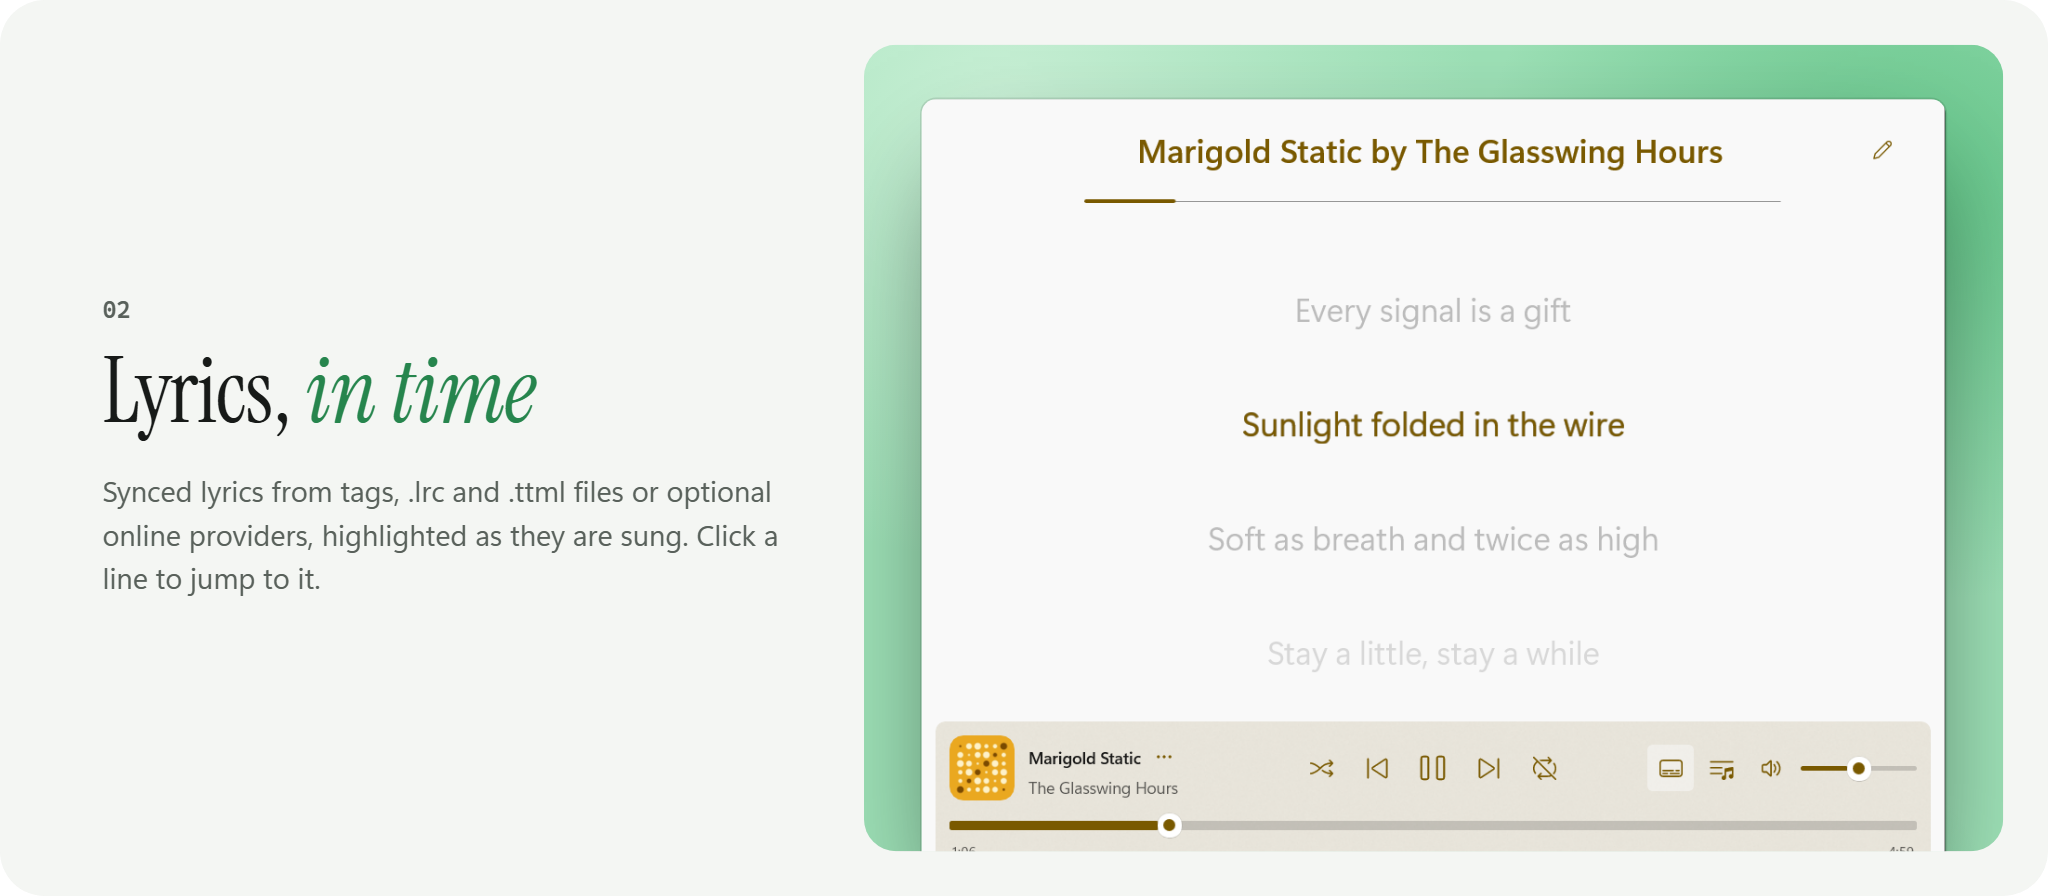 02
Lyrics, in time
Synced lyrics from tags, .lrc and .ttml files or optional
online providers, highlighted as they are sung. Click a
line to jump to it.
Marigold Static by The Glasswing Hours
Every signal is a gift
Sunlight folded in the wire
Soft as breath and twice as high
Stay a little, stay a while
Marigold Static
The Glasswing Hours